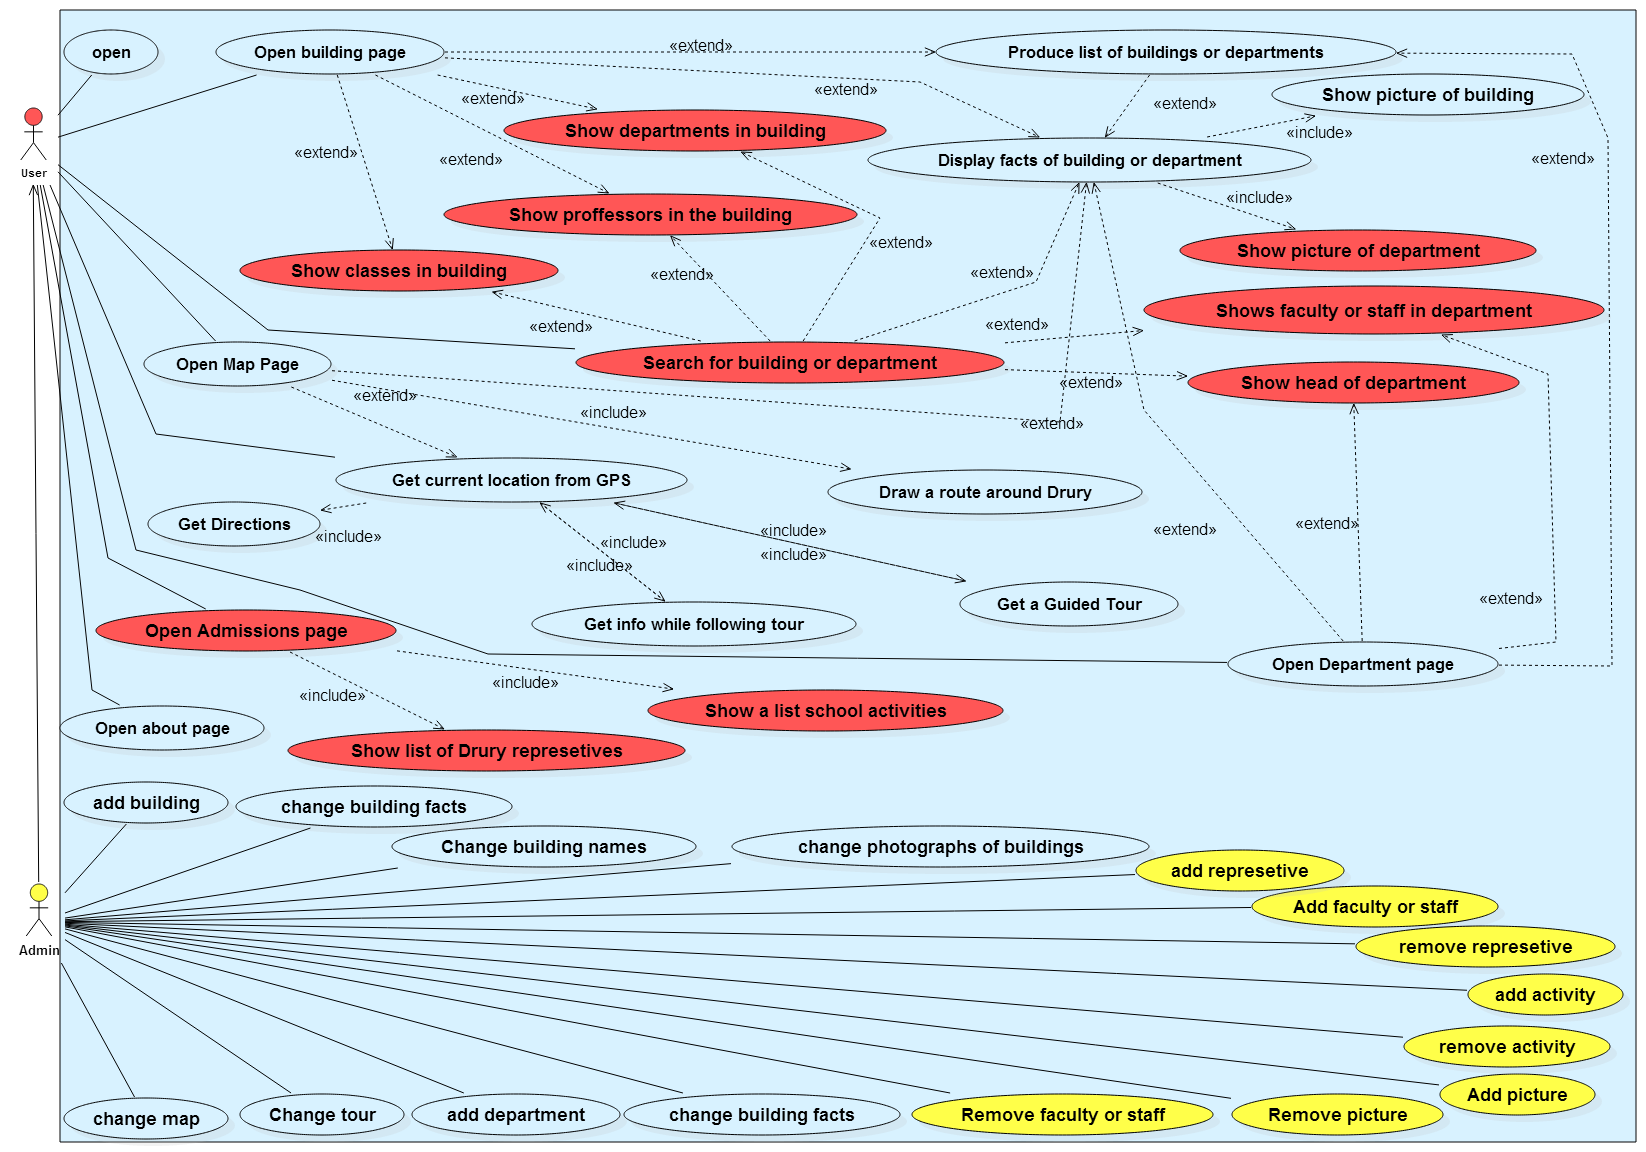 open
Open building page
«extend»
Produce list of buildings or departments
«extend»
«extend»
Show picture of building
«extend»
«include»
User
Show departments in building
«extend»
«extend»
Display facts of building or department
«extend»
«include»
Show proffessors in the building
«extend»
Show picture of department
Show classes in building
«extend»
«extend»
Shows faculty or staff in department
«extend»
«extend»
Open Map Page
Search for building or department
«extend»
Show head of department
«extend»
«include»
«extend»
Get current location from GPS
Draw a route around Drury
Get Directions
«include»
«include»
«include»
«include»
«include»
«extend»
«extend»
Get a Guided Tour
«extend»
Get info while following tour
Open Admissions page
Open Department page
«include»
«include»
Show a list school activities
Open about page
Show list of Drury represetives
add building
change building facts
Change building names
change photographs of buildings
add represetive
Add faculty or staff
Admin
remove represetive
add activity
remove activity
Add picture
change map
Change tour
add department
change building facts
Remove faculty or staff
Remove picture